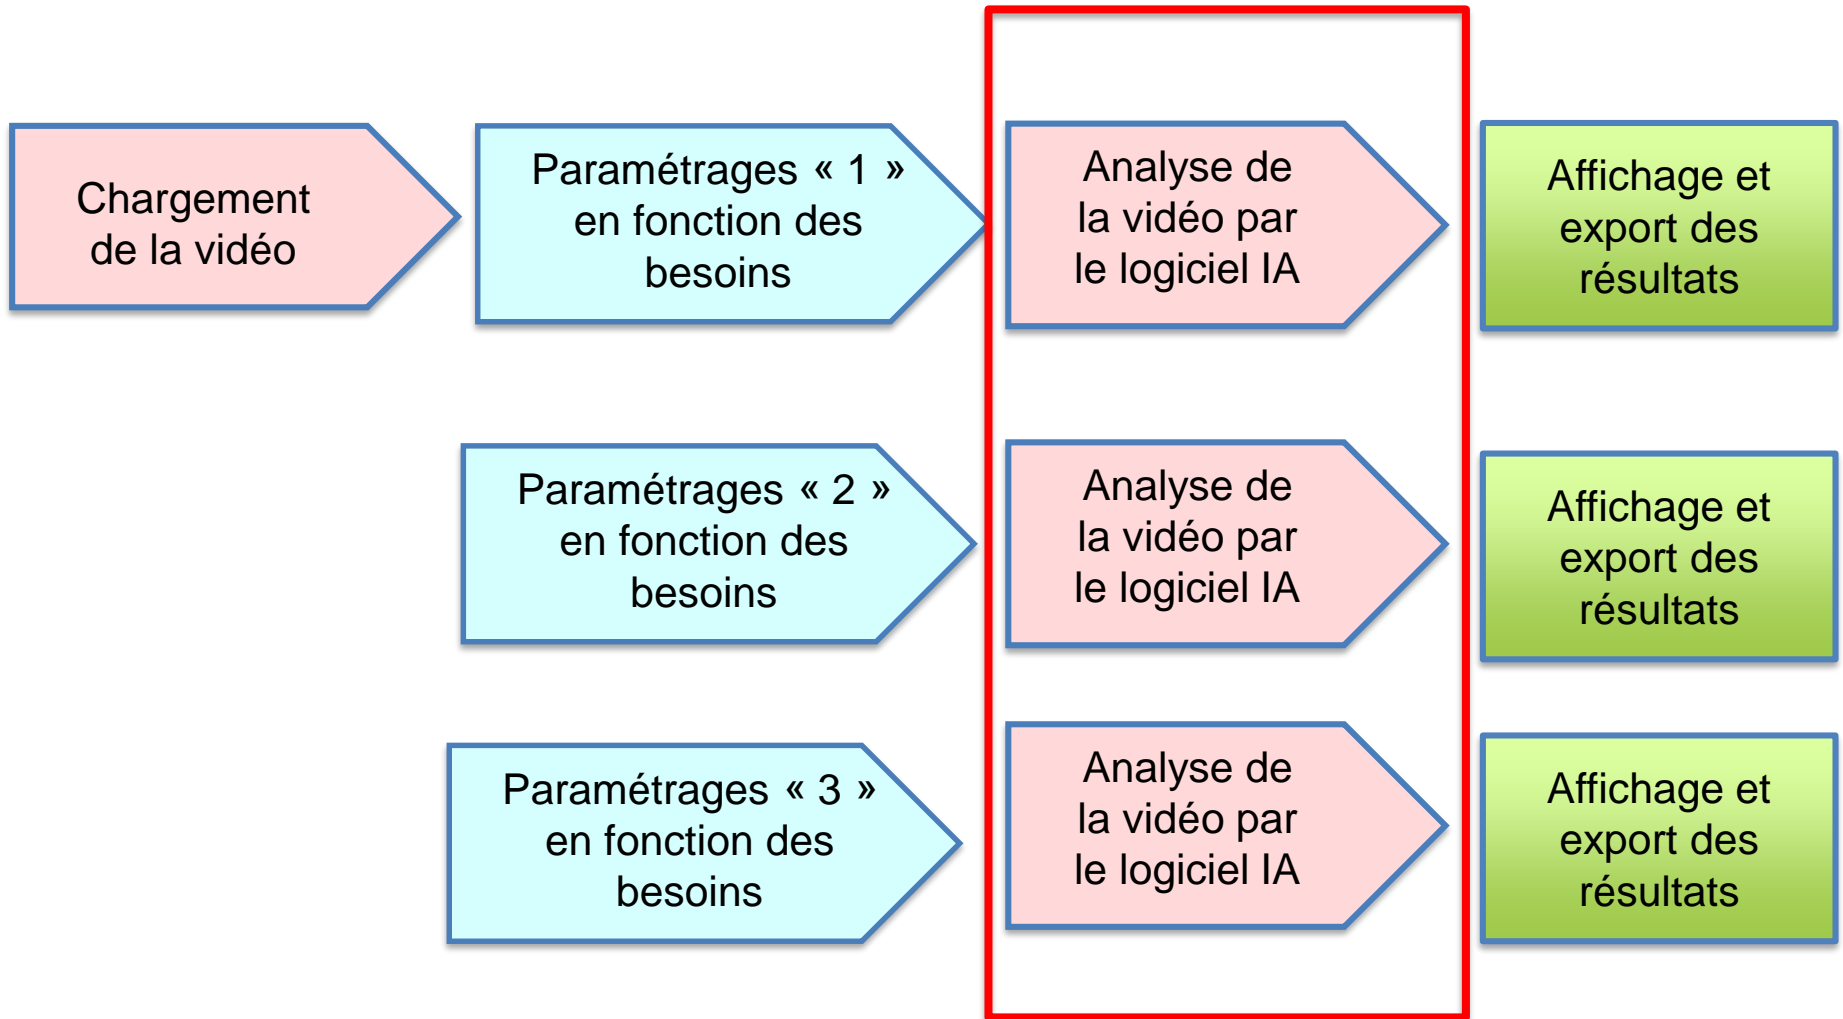 Chargement
de la vidéo
Paramétrages « 1 »
en fonction des
besoins
Analyse de
la vidéo par
le logiciel IA
Affichage et
export des
résultats
Paramétrages « 2 »
en fonction des
besoins
Analyse de
la vidéo par
le logiciel IA
Affichage et
export des
résultats
Paramétrages « 3 »
en fonction des
besoins
Analyse de
la vidéo par
le logiciel IA
Affichage et
export des
résultats